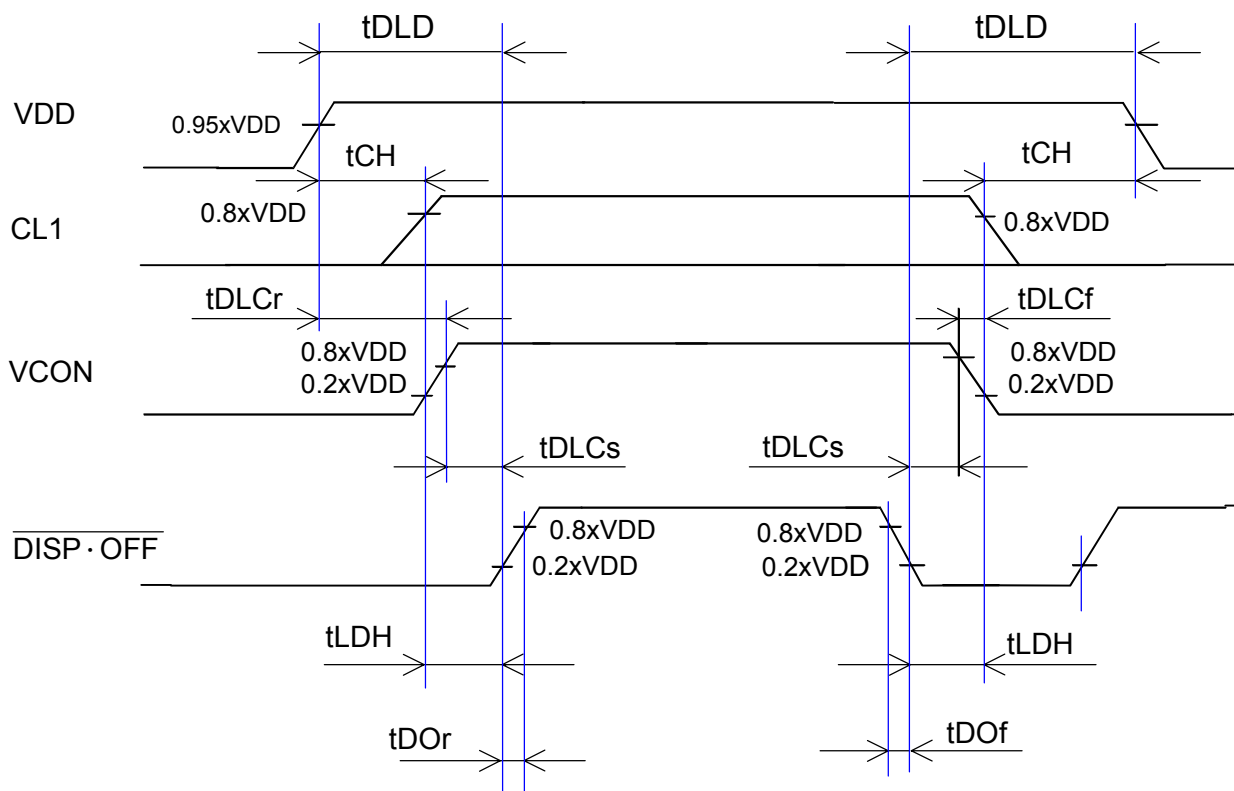 tDLD tDLD
VDD
0.95xVDD
tCH tCH
0.8xVDD 0.8xVDD
CL1
tDLCr tDLCf
0.8xVDD 0.8xVDD
VCON
0.2xVDD 0.2xVDD
tDLCs tDLCs
0.8xVDD 0.8xVDD
DISP·OFF
0.2xVDD 0.2xVDD
tLDH tLDH
tDOr tDOf